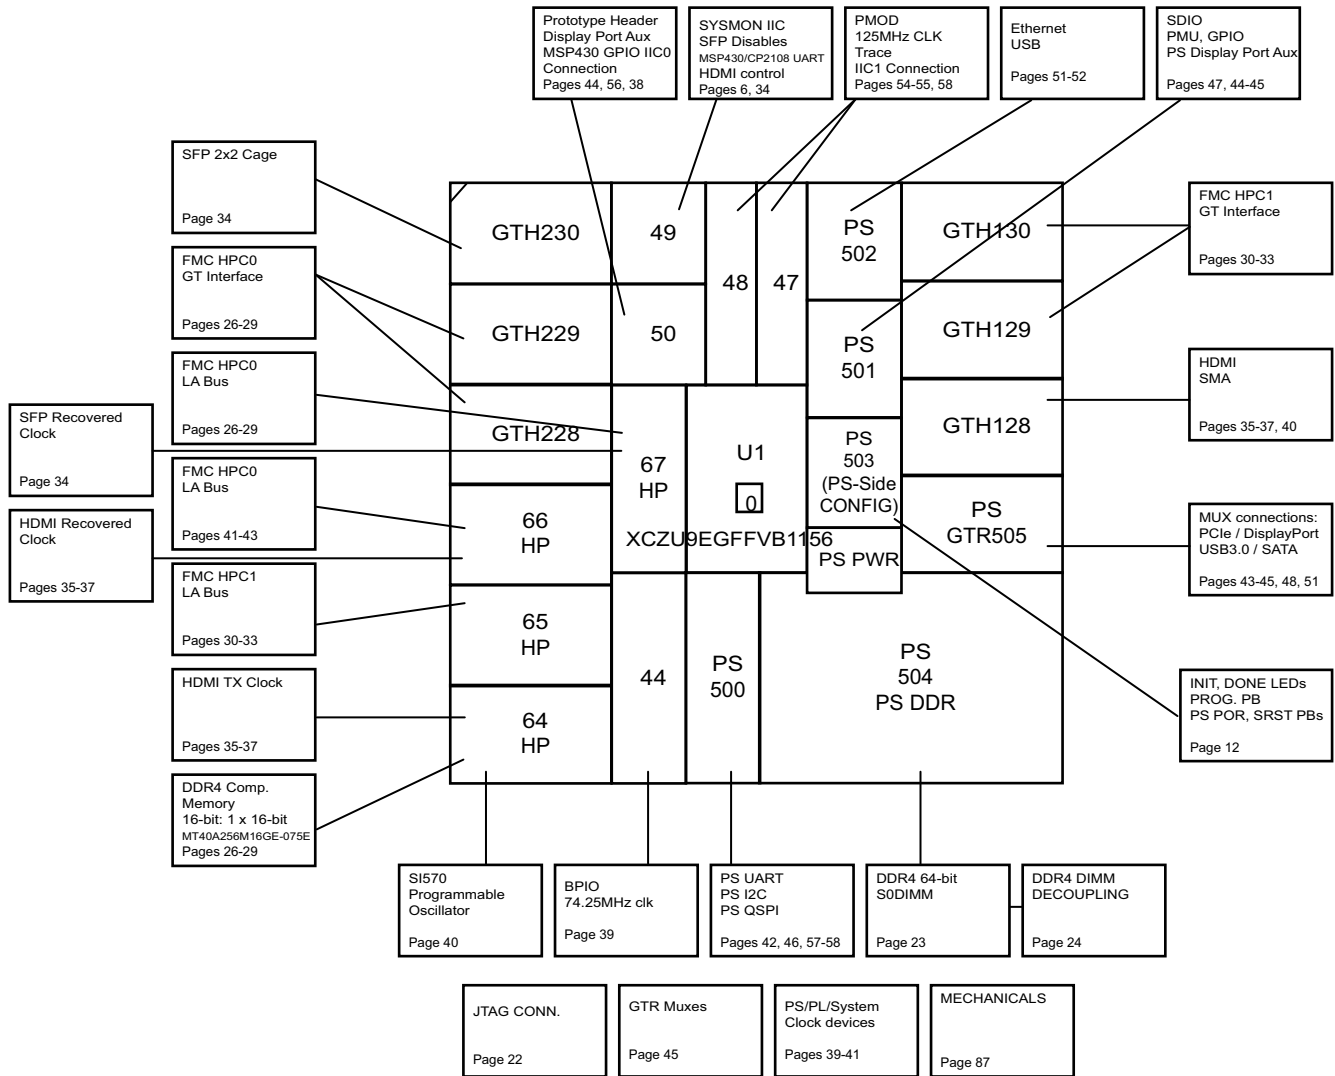 Prototype Header
Display Port Aux
MSP430 GPIO IIC0
Connection
Pages 44, 56, 38
SYSMON IIC
SFP Disables
MSP430/CP2108 UART
HDMI control
Pages 6, 34
PMOD
125MHz CLK
Trace
IIC1 Connection
Pages 54-55, 58
Ethernet
USB
Pages 51-52
SDIO
PMU, GPIO
PS Display Port Aux
Pages 47, 44-45
SFP 2x2 Cage
Page 34
FMC HPC0
GT Interface
Pages 26-29
FMC HPC0
LA Bus
Pages 26-29
SFP Recovered
Clock
Page 34
FMC HPC0
LA Bus
Pages 41-43
HDMI Recovered
Clock
Pages 35-37
FMC HPC1
LA Bus
Pages 30-33
HDMI TX Clock
Pages 35-37
DDR4 Comp.
Memory
16-bit: 1 x 16-bit
MT40A256M16GE-075E
Pages 26-29
GTH230
49
48
47
PS
502
GTH130
GTH229
50
PS
501
GTH129
GTH228
67
HP
U1
0
XCZU9EGFFVB1156
PS
503
(PS-Side
CONFIG)
GTH128
66
HP
PS PWR
PS
GTR505
65
HP
44
PS
500
PS
504
PS DDR
64
HP
FMC HPC1
GT Interface
Pages 30-33
HDMI
SMA
Pages 35-37, 40
MUX connections:
PCIe / DisplayPort
USB3.0 / SATA
Pages 43-45, 48, 51
INIT, DONE LEDs
PROG. PB
PS POR, SRST PBs
Page 12
SI570
Programmable
Oscillator
Page 40
BPIO
74.25MHz clk
Page 39
PS UART
PS I2C
PS QSPI
Pages 42, 46, 57-58
DDR4 64-bit
S0DIMM
Page 23
DDR4 DIMM
DECOUPLING
Page 24
JTAG CONN.
Page 22
GTR Muxes
Page 45
PS/PL/System
Clock devices
Pages 39-41
MECHANICALS
Page 87